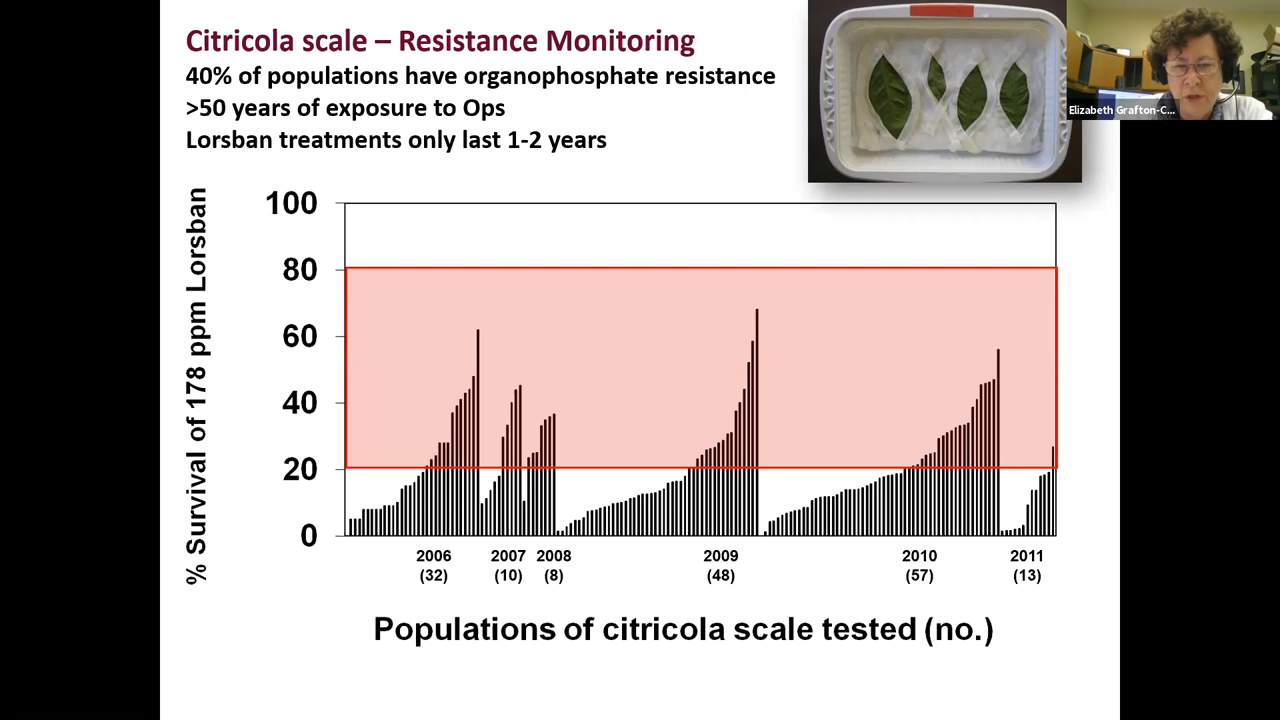 Citricola scale – Resistance Monitoring
40% of populations have organophosphate resistance
>50 years of exposure to Ops
Lorsban treatments only last 1-2 years
Elizabeth Grafton-C...
% Survival of 178 ppm Lorsban
100
80
60
40
20
0
2006 2007 2008 2009 2010 2011
(32) (10) (8) (48) (57) (13)
Populations of citricola scale tested (no.)